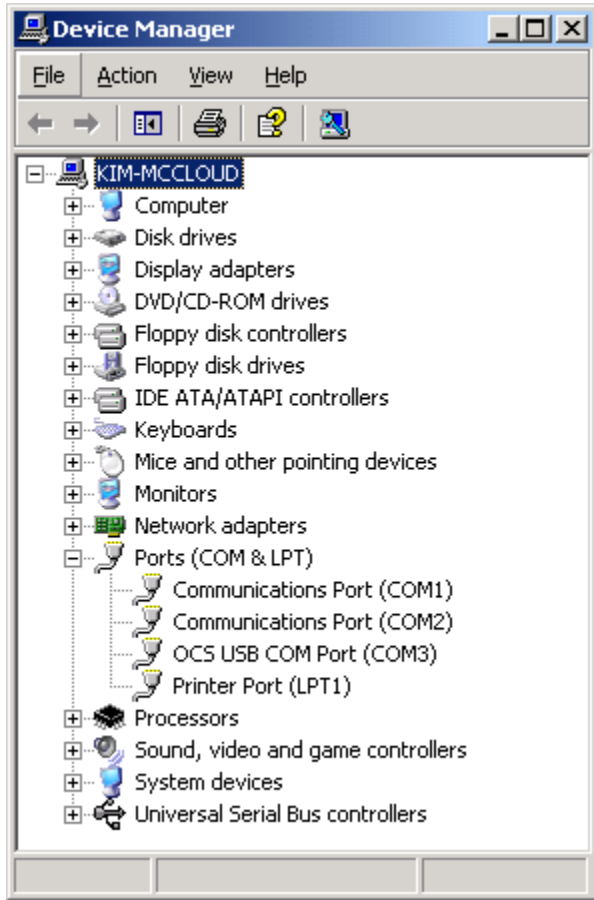 Device Manager
File Action View Help
KIM-MCCLOUD
Computer
Disk drives
Display adapters
DVD/CD-ROM drives
Floppy disk controllers
Floppy disk drives
IDE ATA/ATAPI controllers
Keyboards
Mice and other pointing devices
Monitors
Network adapters
Ports (COM & LPT)
Communications Port (COM1)
Communications Port (COM2)
OCS USB COM Port (COM3)
Printer Port (LPT1)
Processors
Sound, video and game controllers
System devices
Universal Serial Bus controllers